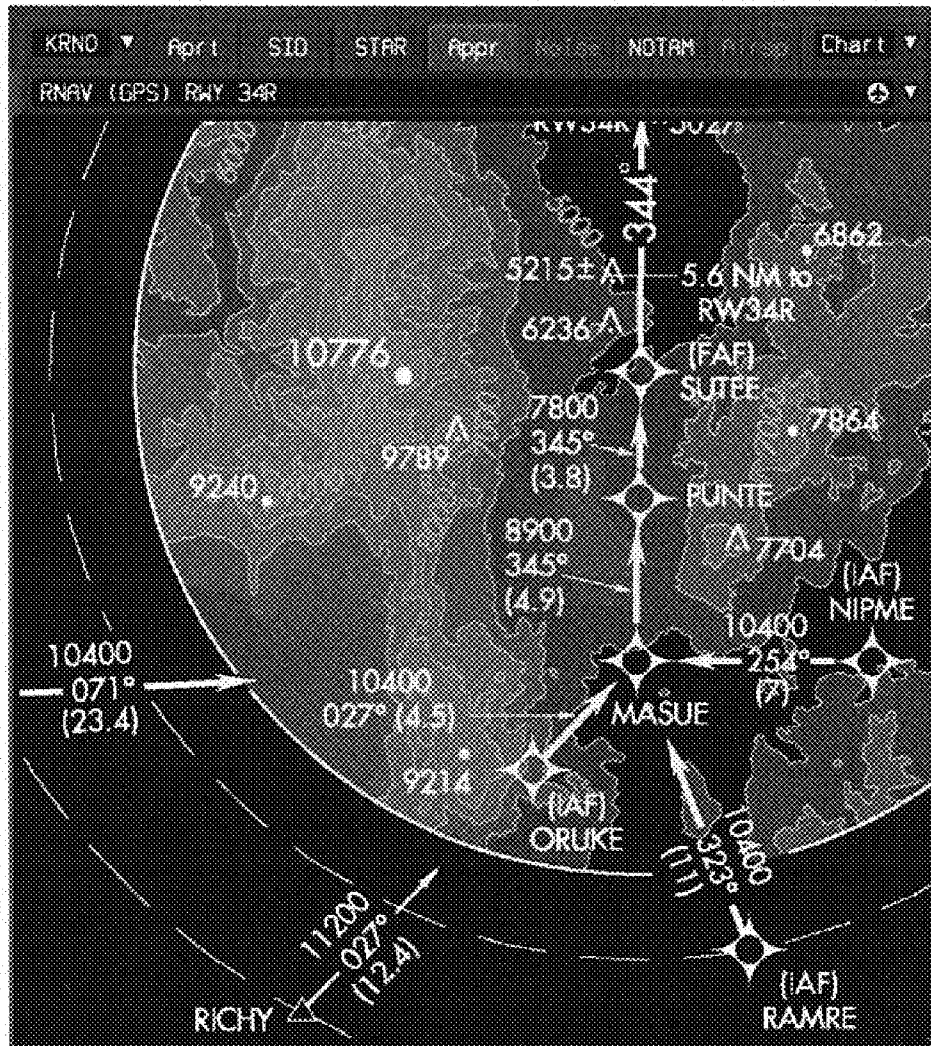 KRNO
Aprt
SID
STAR
Appr
Noise
NOTAM
Chart
RNAV (GPS) RWY 34R
5000
344°
5215±
5.6 NM to
RW34R
6862
6236
10776
(FAF)
SUTEE
7800
345°
(3.8)
7864
9789
9240
PUNTE
8900
345°
(4.9)
7704
(IAF)
NIPME
10400
254°
(7)
10400
071°
(23.4)
10400
027° (4.5)
MASUE
9214
(IAF)
ORUKE
10400
323°
(11)
11200
027°
(12.4)
RICHY
(IAF)
RAMRE